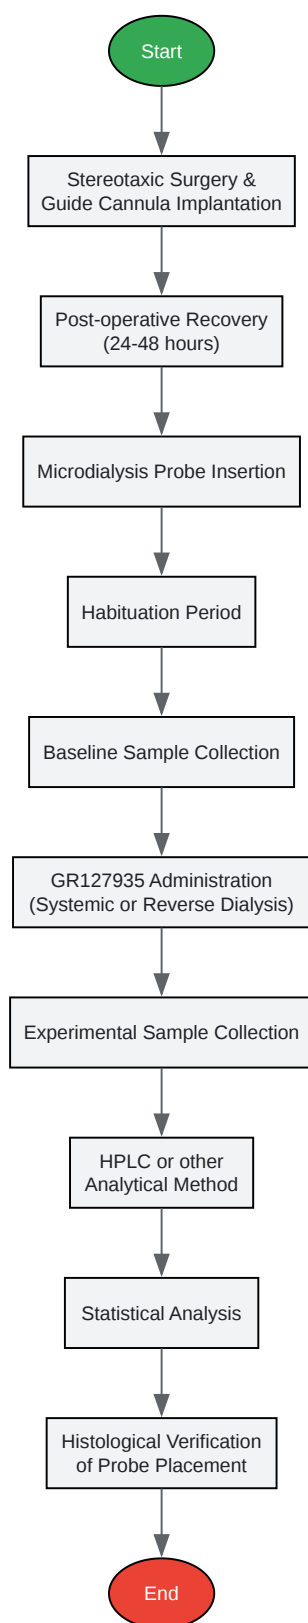 Start
Stereotaxic Surgery &
Guide Cannula Implantation
Post-operative Recovery
(24-48 hours)
Microdialysis Probe Insertion
Habituation Period
Baseline Sample Collection
GR127935 Administration
(Systemic or Reverse Dialysis)
Experimental Sample Collection
HPLC or other
Analytical Method
Statistical Analysis
Histological Verification
of Probe Placement
End